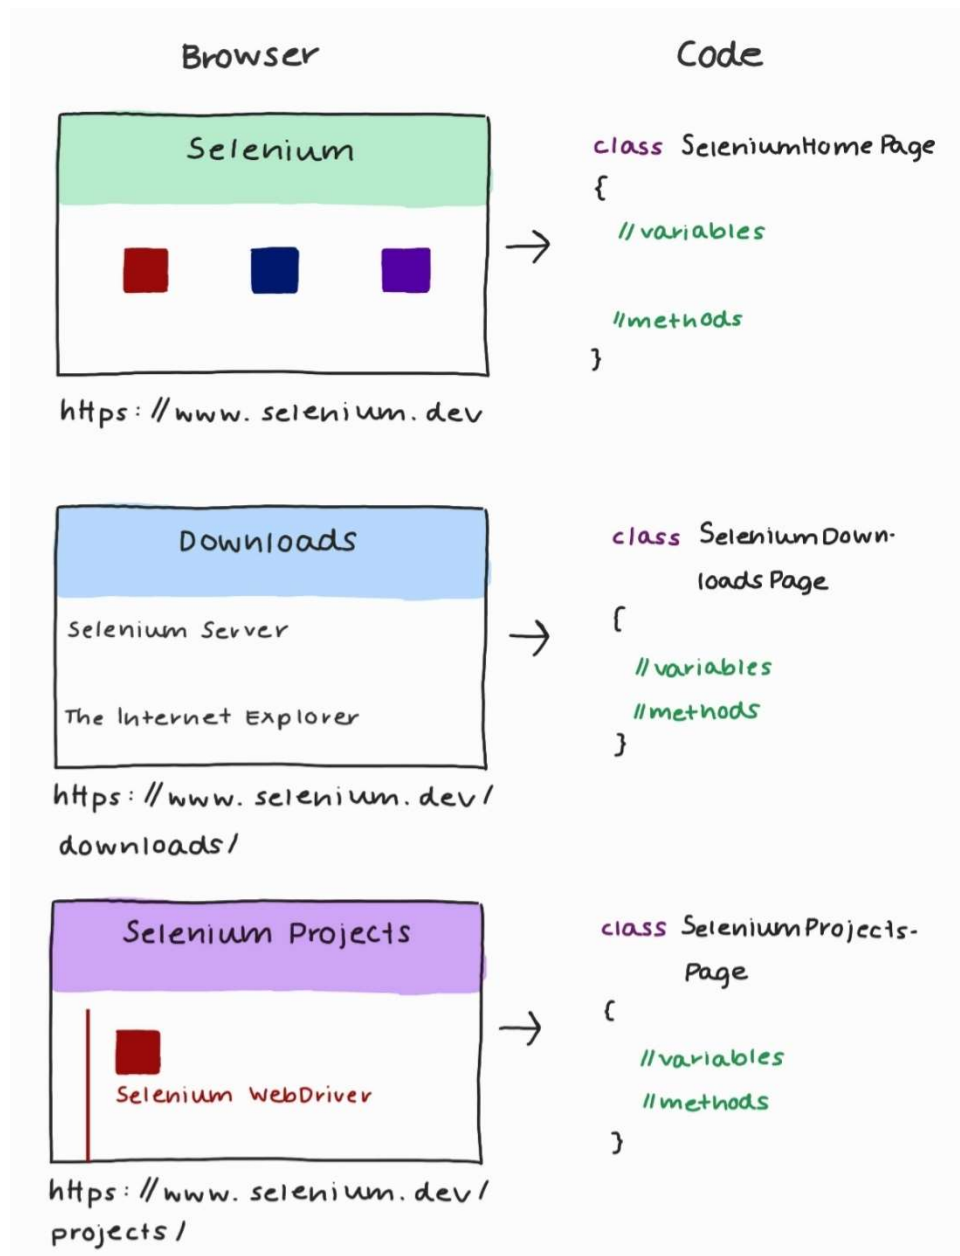 Browser
Code
Selenium
https://www.selenium.dev
class SeleniumHomePage
{
//variables
//methods
}
Downloads
Selenium Server
The Internet Explorer
https://www.selenium.dev/
downloads/
class SeleniumDown-
loadsPage
{
//variables
//methods
}
Selenium Projects
Selenium WebDriver
https://www.selenium.dev/
projects/
class SeleniumProjects-
Page
{
//variables
//methods
}